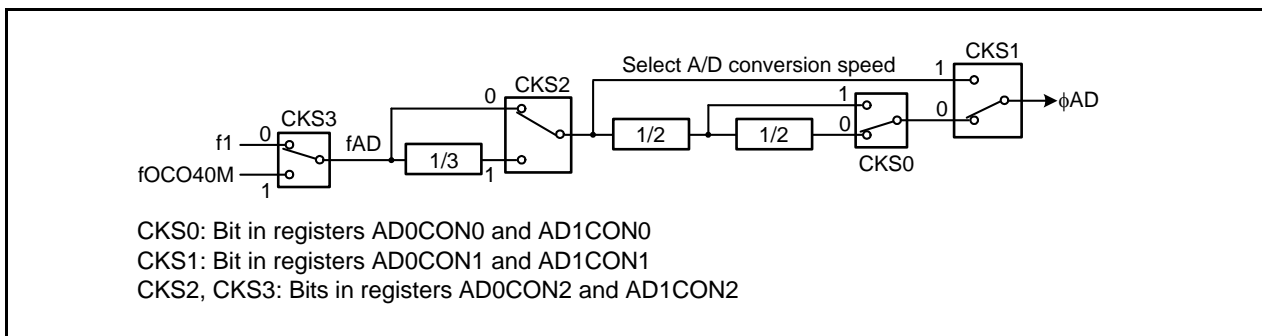 Select A/D conversion speed
CKS1
1
CKS2
0
1
CKS3
0
ϕAD
f1
0
fAD
1/2
1/2
0
1/3
CKS0
fOCO40M
1
1
CKS0: Bit in registers AD0CON0 and AD1CON0
CKS1: Bit in registers AD0CON1 and AD1CON1
CKS2, CKS3: Bits in registers AD0CON2 and AD1CON2